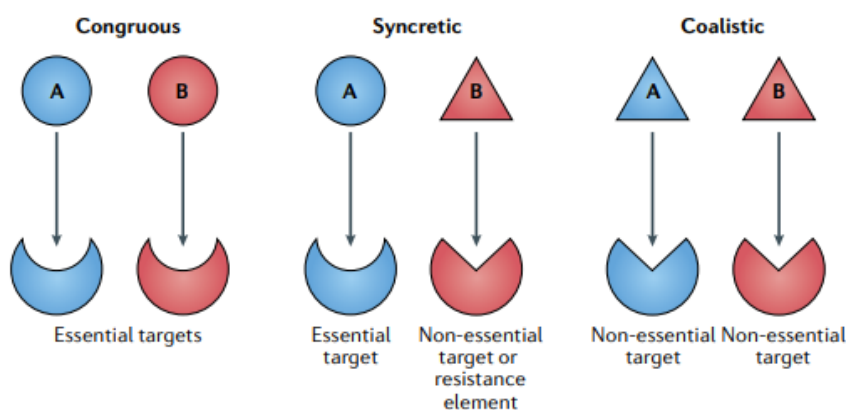 Congruous
Syncretic
Coalistic
A
B
A
B
A
B
Essential targets
Essential
target
Non-essential
target or
resistance
element
Non-essential
target
Non-essential
target